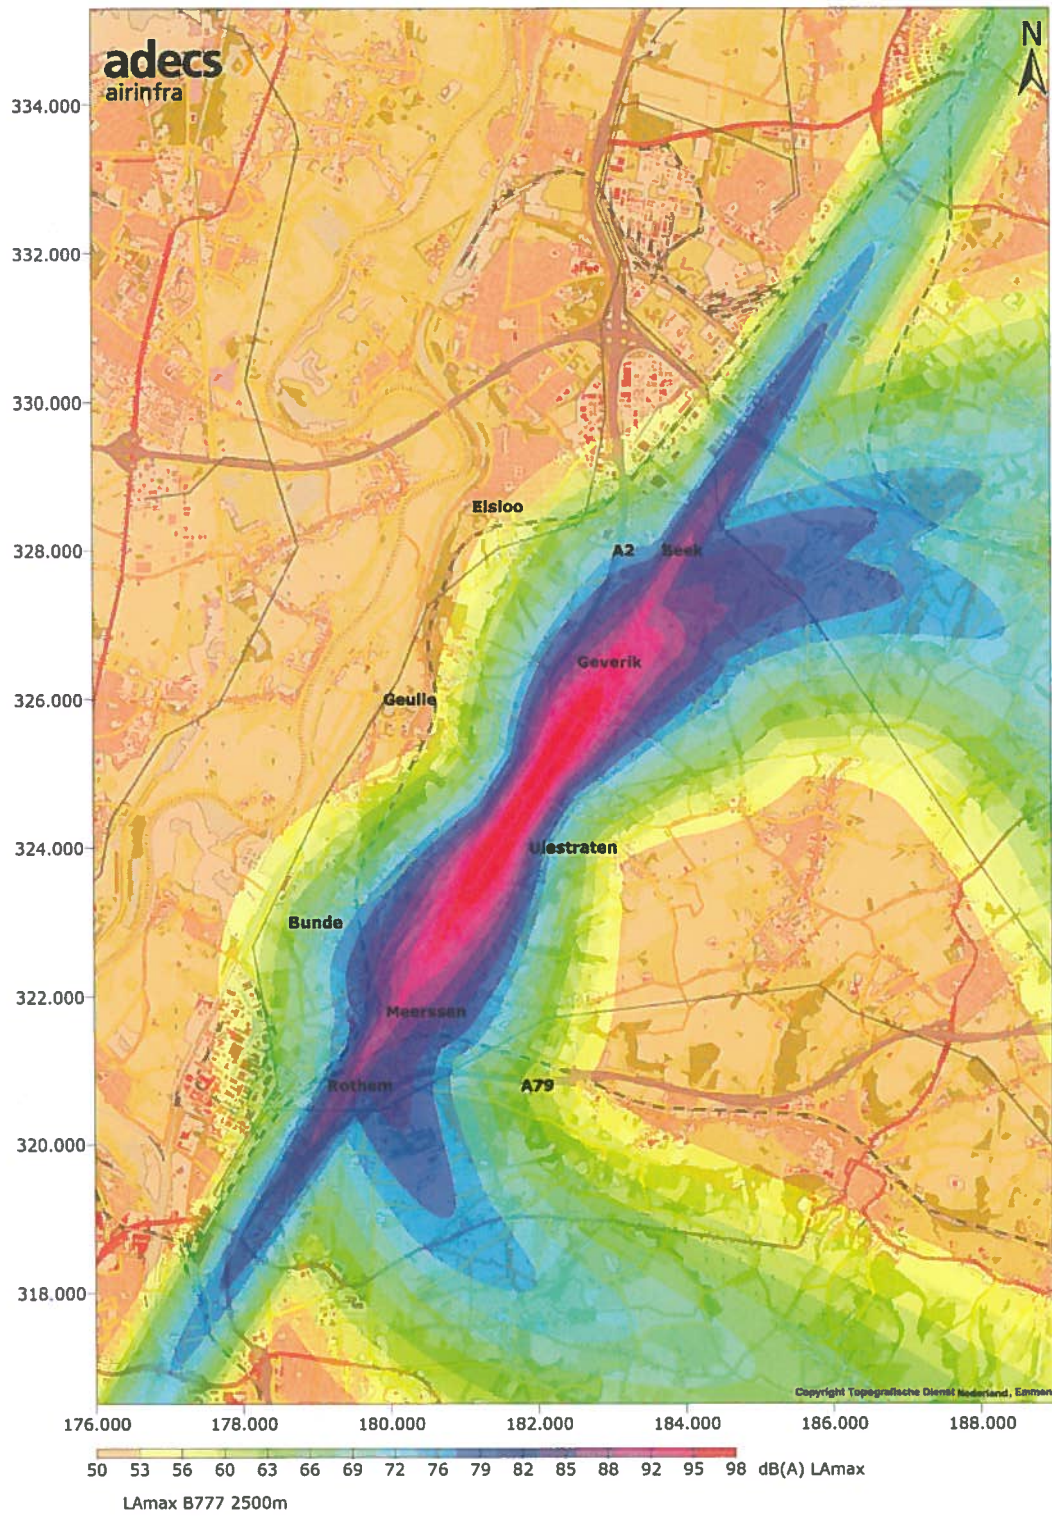 adecs
airinfra
N
334.000
332.000
330.000
Elsloo
328.000
A2
Beek
Geverik
326.000
Geulle
324.000
Ulestraten
Bunde
322.000
Meerssen
Rothem
A79
320.000
318.000
Copyright Topografische Dienst Nederland, Emmen
176.000 178.000 180.000 182.000 184.000 186.000 188.000
50 53 56 60 63 66 69 72 76 79 82 85 88 92 95 98 dB(A) LAmax
LAmax B777 2500m